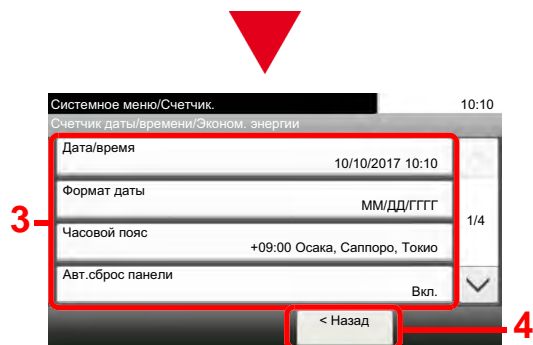 Системное меню/Счетчик.
10:10
Счетчик даты/времени/Эконом. энергии
Дата/время
10/10/2017 10:10
Формат даты
ММ/ДД/ГГГГ
3
1/4
Часовой пояс
+09:00 Осака, Саппоро, Токио
Авт.сброс панели
Вкл.
< Назад
4